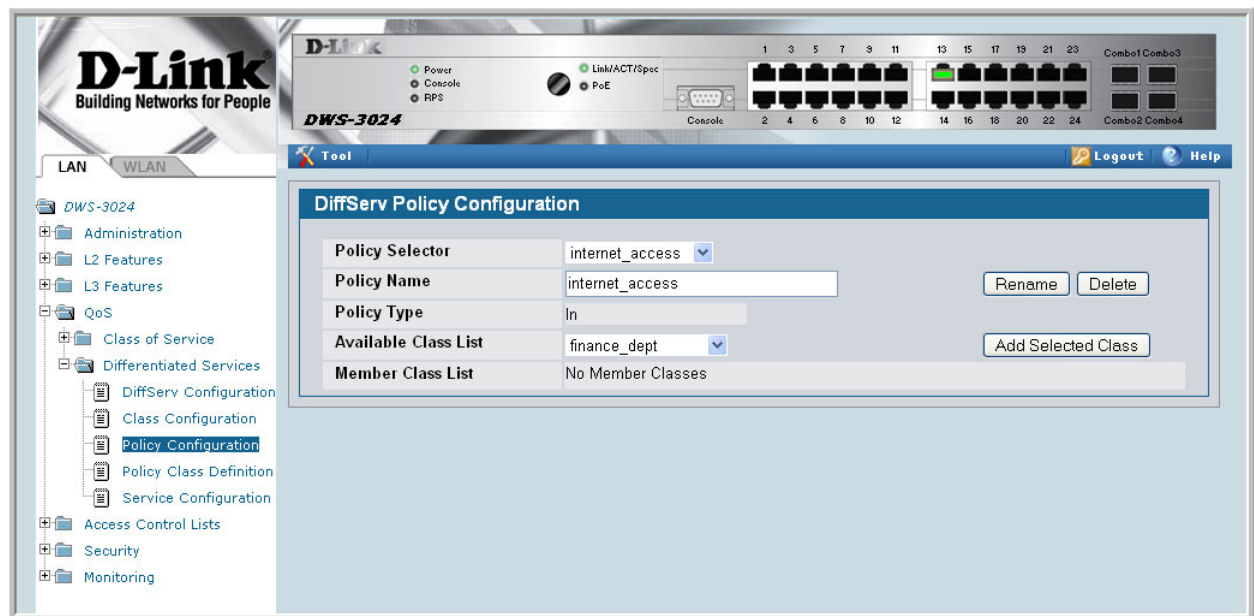 D-Link
Building Networks for People
D-Link
Power
Console
RPS
Link/ACT/Spec
PoE
DWS-3024
Console
1 3 5 7 9 11 13 15 17 19 21 23 Combo1 Combo3
2 4 6 8 10 12 14 16 18 20 22 24 Combo2 Combo4
LAN WLAN
Tool Logout Help
DWS-3024
Administration
L2 Features
L3 Features
QoS
Class of Service
Differentiated Services
DiffServ Configuration
Class Configuration
Policy Configuration
Policy Class Definition
Service Configuration
Access Control Lists
Security
Monitoring
DiffServ Policy Configuration
Policy Selector internet_access
Policy Name internet_access Rename Delete
Policy Type In
Available Class List finance_dept Add Selected Class
Member Class List No Member Classes